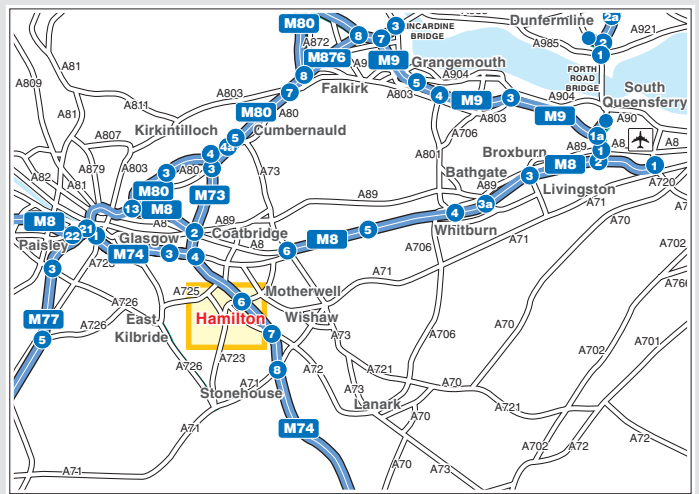 M80
3
INCARDINE
BRIDGE
Dunfermline
2a
A921
A872
8
7
A985
2
1
A81
M876
A9
M9
Grangemouth
FORTH
ROAD
BRIDGE
A809
8
A904
5
South
Queensferry
A803
7
Falkirk
A803
4
M9
3
A904
A81
A811
M80
A80
A803
M9
A90
Kirkintilloch
Cumbernauld
A706
1a
A807
5
4a
A801
Broxburn
A89
1
A8
A8
4
Bathgate
M8
2
1
A879
A803
3
A80
3
A73
A89
3
A720
A82
A81
M80
M73
A89
3a
Livingston
13
M8
4
A71
A70
M8
A8
A89
5
Whitburn
21
2
Coatbridge
22
1
Glasgow
A8
M8
A706
A71
A702
Paisley
M74
3
4
6
A726
3
A71
A766
A725
Motherwell
A726
6
M77
East
Kilbride
Hamilton
Wishaw
A70
A726
7
A73
A706
A701
5
A702
A723
A726
8
A72
A721
A71
A73
A70
Stonehouse
Lanark
A721
A70
A71
M74
A72
A702
A72
A70
A73
A71